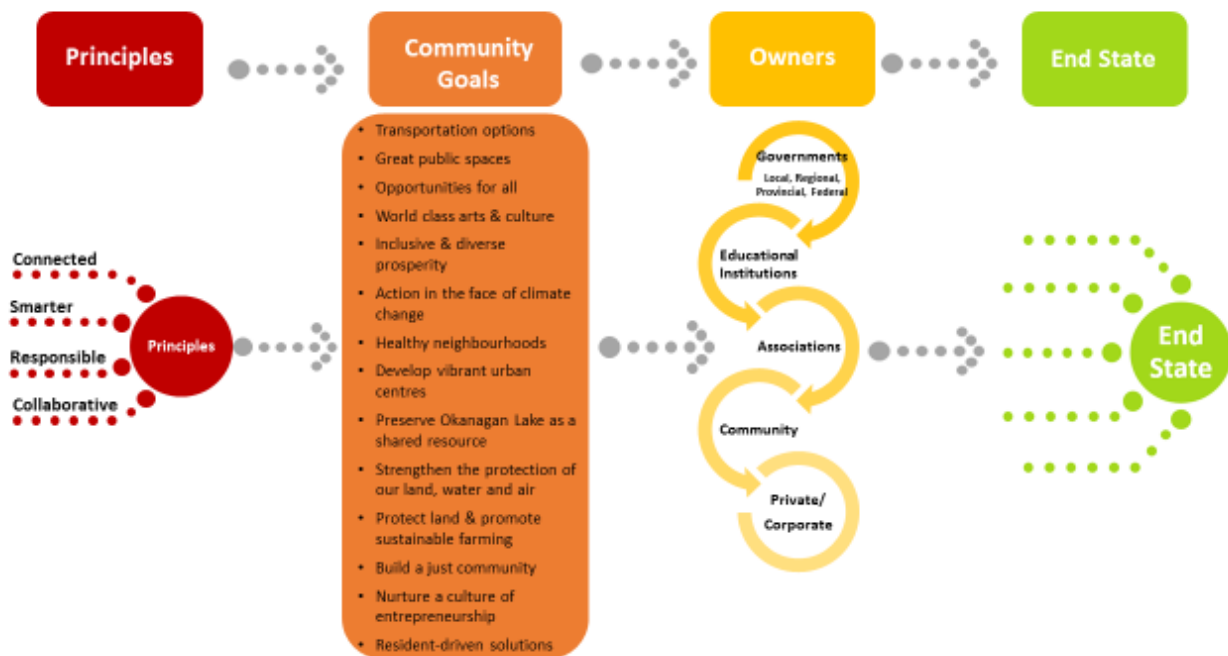 Principles
Community
Goals
Owners
End State
Connected
Smarter
Responsible
Collaborative
Principles
• Transportation options
• Great public spaces
• Opportunities for all
• World class arts & culture
• Inclusive & diverse
prosperity
• Action in the face of climate
change
• Healthy neighbourhoods
• Develop vibrant urban
centres
• Preserve Okanagan Lake as a
shared resource
• Strengthen the protection of
our land, water and air
• Protect land & promote
sustainable farming
• Build a just community
• Nurture a culture of
entrepreneurship
• Resident-driven solutions
Governments
Local, Regional,
Provincial, Federal
Educational
Institutions
Associations
Community
Private/
Corporate
End
State